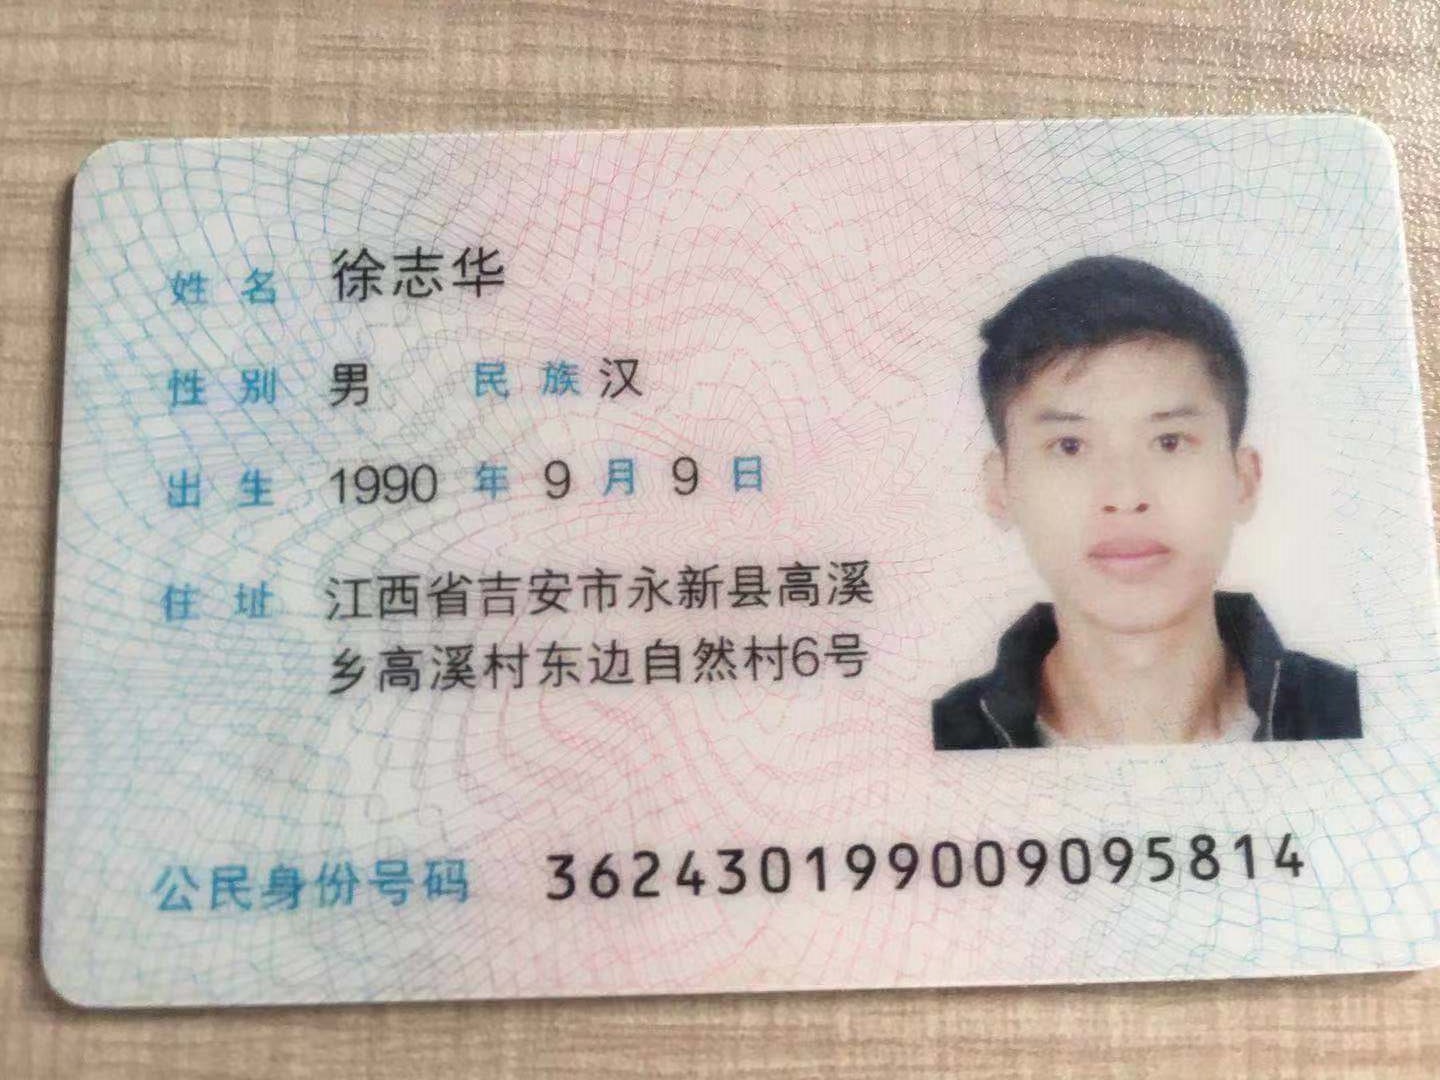 姓名 徐志华
性别 男 民族 汉
出生 1990 年 9 月 9 日
住址 江西省吉安市永新县高溪
乡高溪村东边自然村6号
公民身份号码 362430199009095814